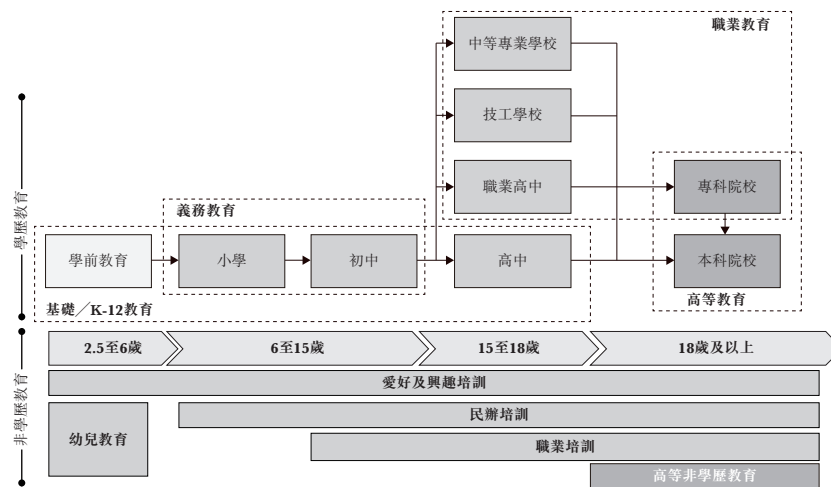 職業教育
中等專業學校
技工學校
職業高中
專科院校
學歷教育
義務教育
學前教育
小學
初中
高中
本科院校
基礎／K-12教育
高等教育
2.5至6歲
6至15歲
15至18歲
18歲及以上
非學歷教育
愛好及興趣培訓
幼兒教育
民辦培訓
職業培訓
高等非學歷教育